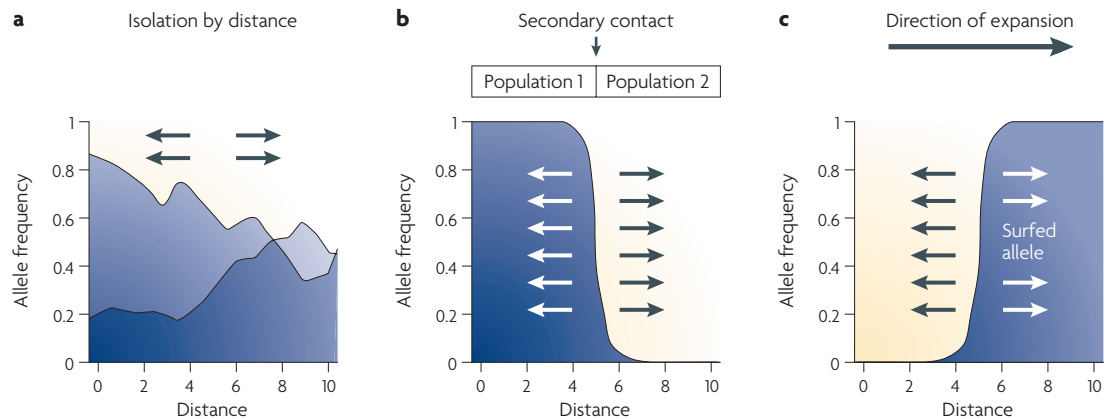 a
Isolation by distance
Allele frequency
1
0.8
0.6
0.4
0.2
0
0 2 4 6 8 10
Distance
b
Secondary contact
Population 1 Population 2
Allele frequency
1
0.8
0.6
0.4
0.2
0
0 2 4 6 8 10
Distance
c
Direction of expansion
Allele frequency
1
0.8
0.6
0.4
0.2
0
Surfed
allele
0 2 4 6 8 10
Distance